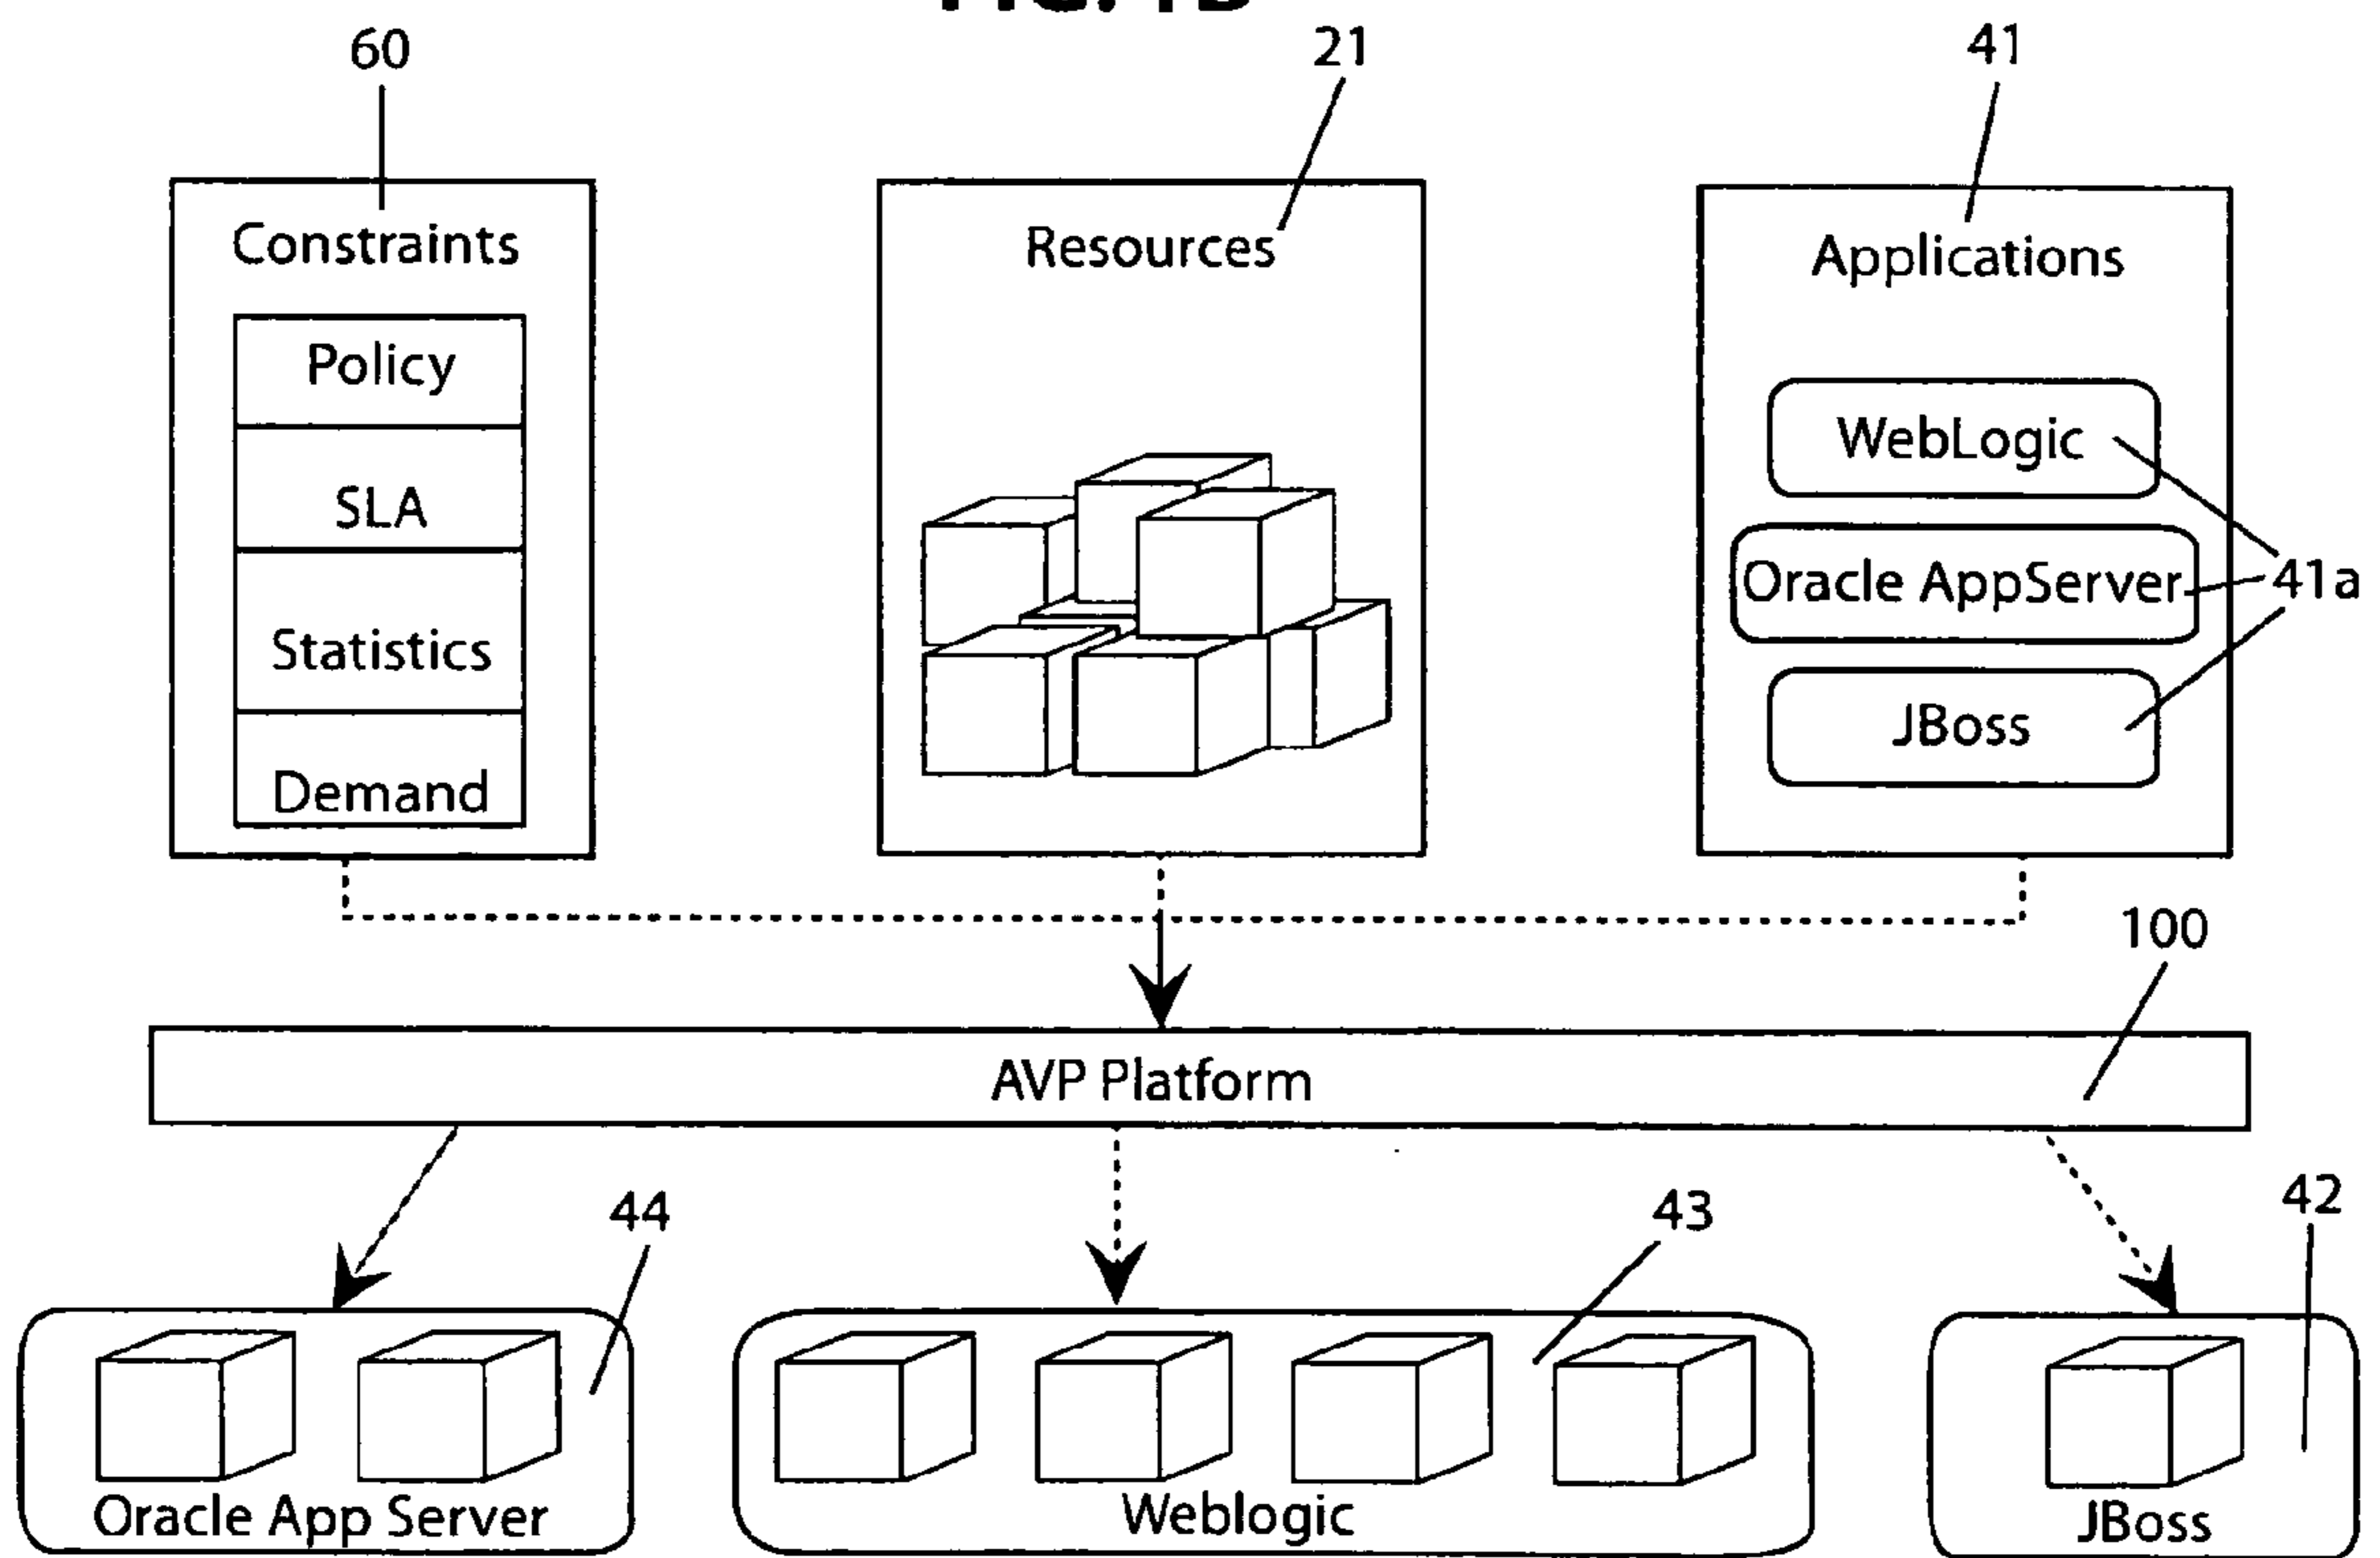 60
21
41
Constraints
Resources
Applications
Policy
SLA
Statistics
Demand
WebLogic
Oracle AppServer
JBoss
41a
100
AVP Platform
44
43
42
Oracle App Server
Weblogic
JBoss